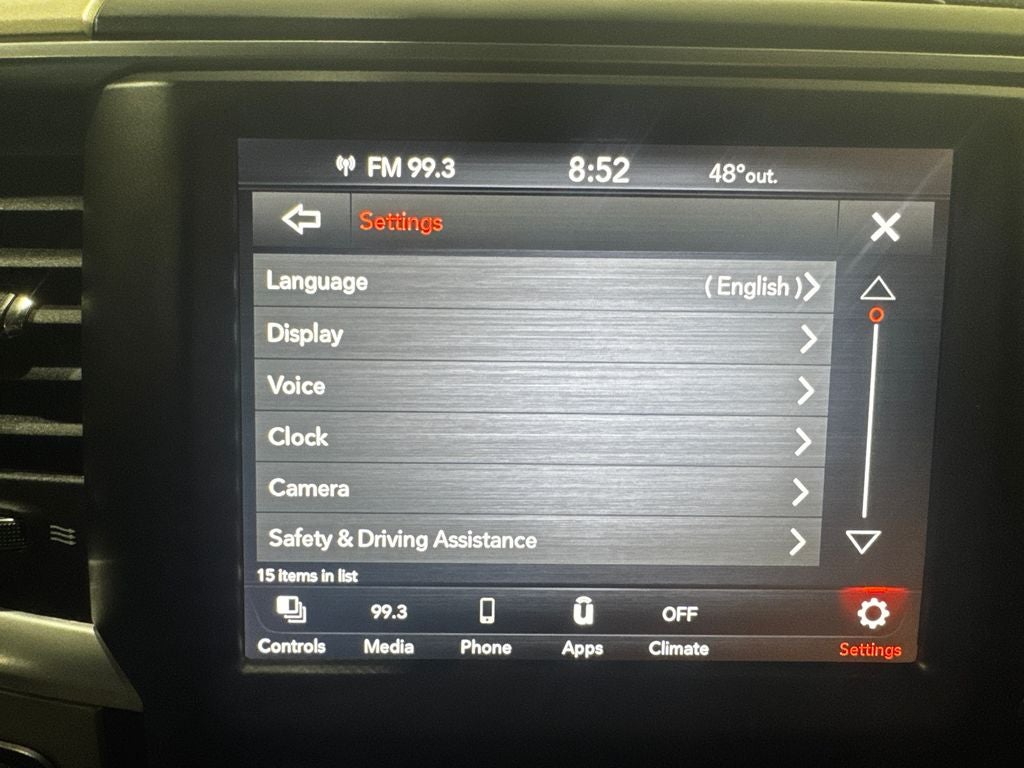 FM 99.3 8:52 48°out.
Settings
Language (English)
Display
Voice
Clock
Camera
Safety & Driving Assistance
15 items in list
99.3 OFF
Controls Media Phone Apps Climate Settings